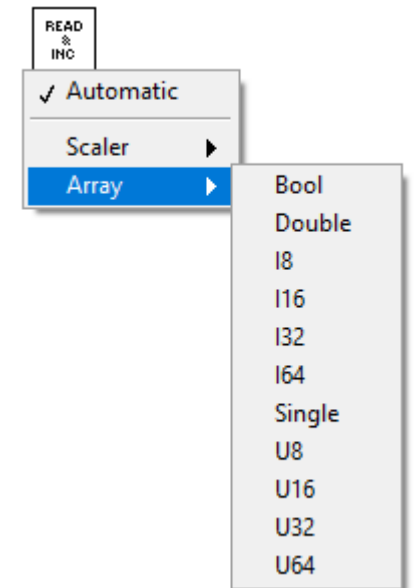 READ
&
INC
✓ Automatic
Scaler
Array
Bool
Double
I8
I16
I32
I64
Single
U8
U16
U32
U64